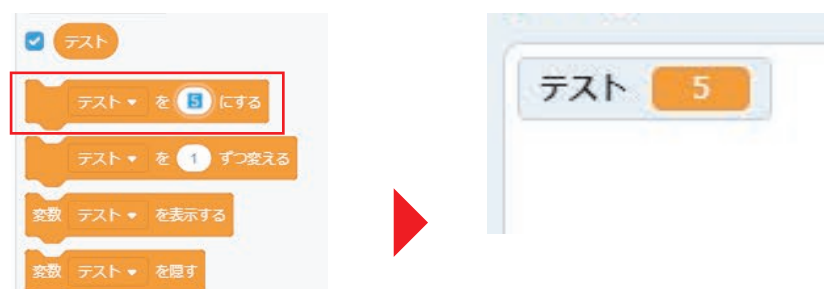 テスト
テスト を 5 にする
テスト を 1 ずつ変える
変数 テスト を表示する
変数 テスト を隠す
テスト 5